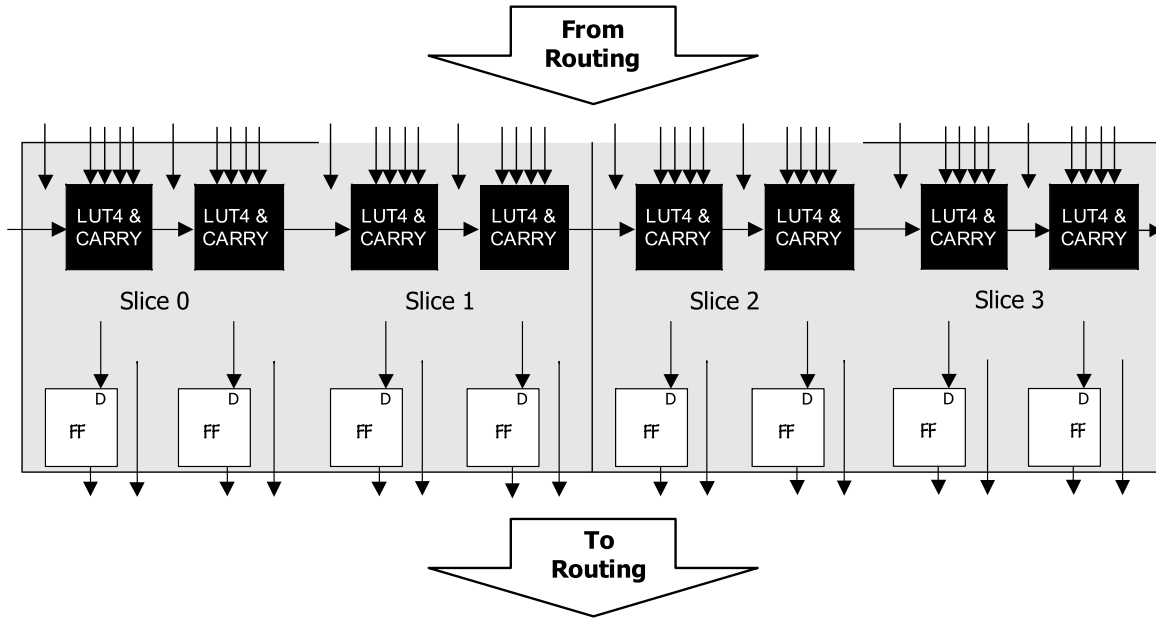 From
Routing
LUT4 &
CARRY
LUT4 &
CARRY
LUT4 &
CARRY
LUT4 &
CARRY
LUT4 &
CARRY
LUT4 &
CARRY
LUT4 &
CARRY
LUT4 &
CARRY
Slice 0
Slice 1
Slice 2
Slice 3
D
FF
D
FF
D
FF
D
FF
D
FF
D
FF
D
FF
D
FF
To
Routing